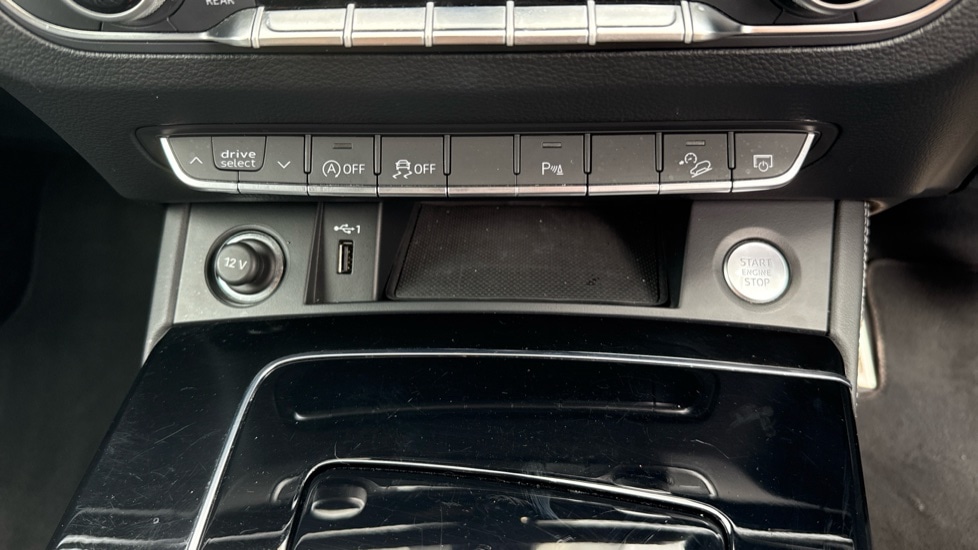 REAR
drive
select
A OFF
OFF
P
12 V
1
START
ENGINE
STOP